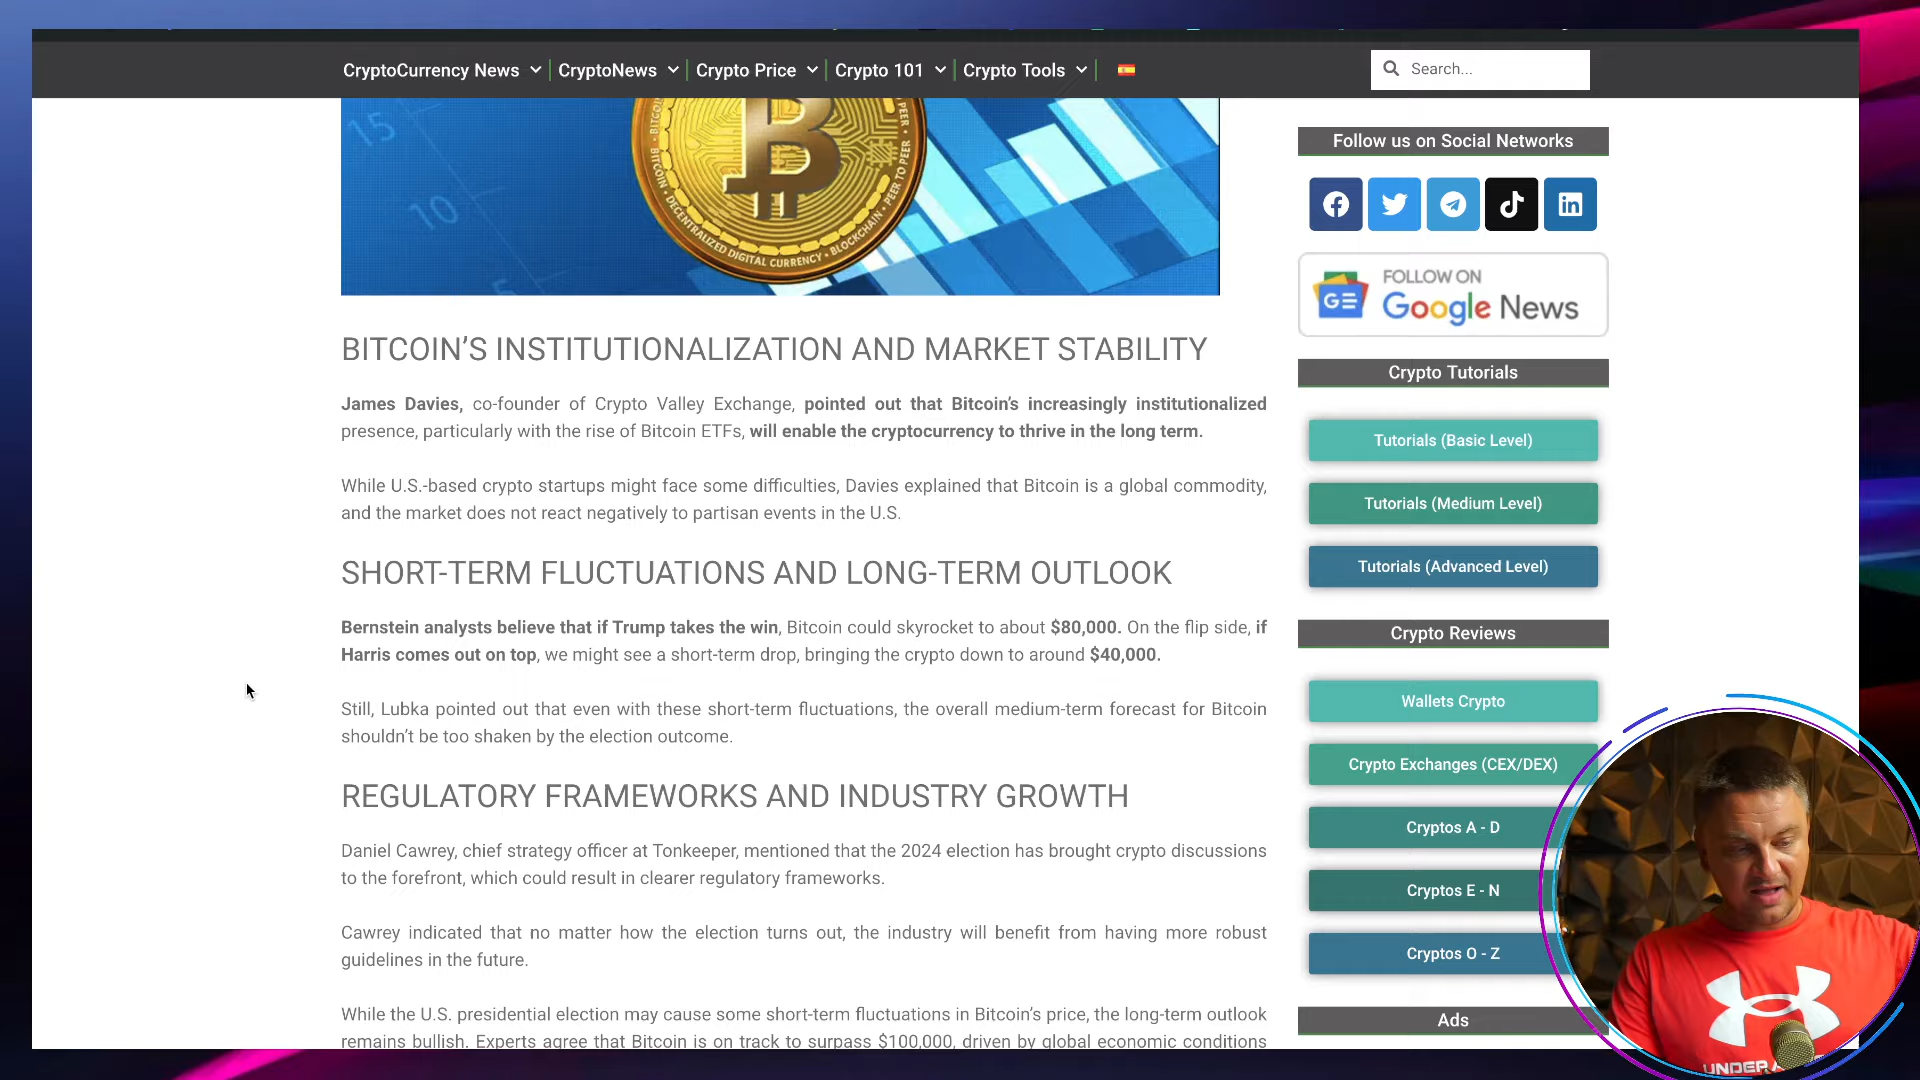 CryptoCurrency News
CryptoNews
Crypto Price
Crypto 101
Crypto Tools
Search...
15
10
5
BITCOIN
PEER TO PEER
DECENTRALIZED DIGITAL CURRENCY • BLOCKCHAIN
BITCOIN’S INSTITUTIONALIZATION AND MARKET STABILITY
James Davies, co-founder of Crypto Valley Exchange, pointed out that Bitcoin’s increasingly institutionalized
presence, particularly with the rise of Bitcoin ETFs, will enable the cryptocurrency to thrive in the long term.
While U.S.-based crypto startups might face some difficulties, Davies explained that Bitcoin is a global commodity,
and the market does not react negatively to partisan events in the U.S.
SHORT-TERM FLUCTUATIONS AND LONG-TERM OUTLOOK
Bernstein analysts believe that if Trump takes the win, Bitcoin could skyrocket to about $80,000. On the flip side, if
Harris comes out on top, we might see a short-term drop, bringing the crypto down to around $40,000.
Still, Lubka pointed out that even with these short-term fluctuations, the overall medium-term forecast for Bitcoin
shouldn’t be too shaken by the election outcome.
REGULATORY FRAMEWORKS AND INDUSTRY GROWTH
Daniel Cawrey, chief strategy officer at Tonkeeper, mentioned that the 2024 election has brought crypto discussions
to the forefront, which could result in clearer regulatory frameworks.
Cawrey indicated that no matter how the election turns out, the industry will benefit from having more robust
guidelines in the future.
While the U.S. presidential election may cause some short-term fluctuations in Bitcoin’s price, the long-term outlook
remains bullish. Experts agree that Bitcoin is on track to surpass $100,000, driven by global economic conditions
Follow us on Social Networks
FOLLOW ON
Google News
Crypto Tutorials
Tutorials (Basic Level)
Tutorials (Medium Level)
Tutorials (Advanced Level)
Crypto Reviews
Wallets Crypto
Crypto Exchanges (CEX/DEX)
Cryptos A - D
Cryptos E - N
Cryptos O - Z
Ads
UNDER A